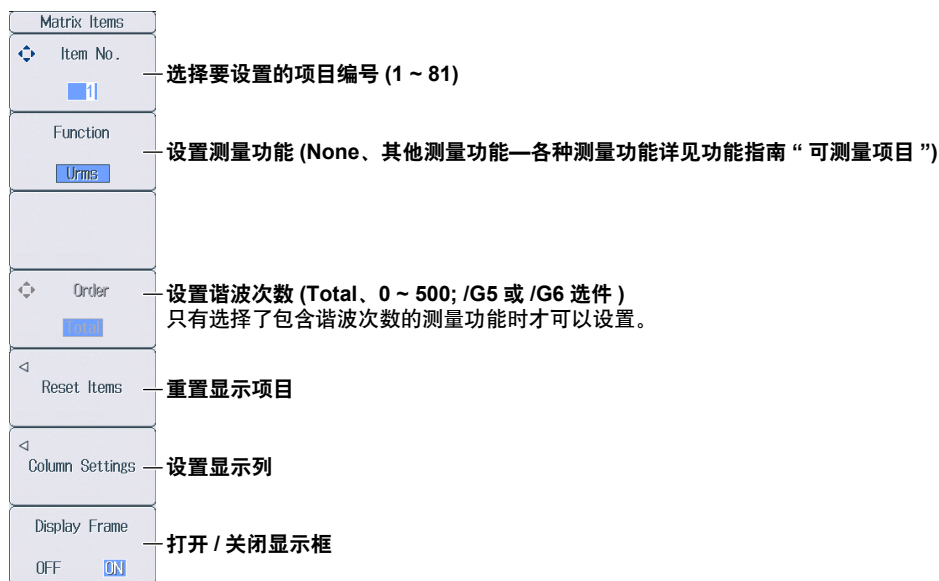 Matrix Items
Item No.
1
选择要设置的项目编号 (1 ~ 81)
Function
Urms
设置测量功能 (None、其他测量功能—各种测量功能详见功能指南 “ 可测量项目 ”)
Order
Total
设置谐波次数 (Total、0 ~ 500; /G5 或 /G6 选件 )
只有选择了包含谐波次数的测量功能时才可以设置。
Reset Items
重置显示项目
Column Settings
设置显示列
Display Frame
OFF ON
打开 / 关闭显示框